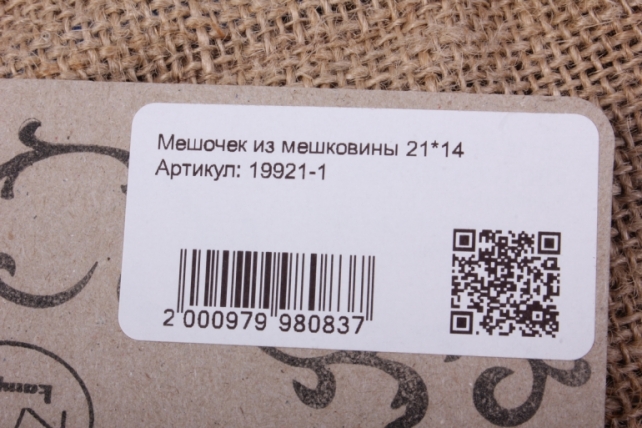 Мешочек из мешковины 21*14
Артикул: 19921-1
2 000979 980837